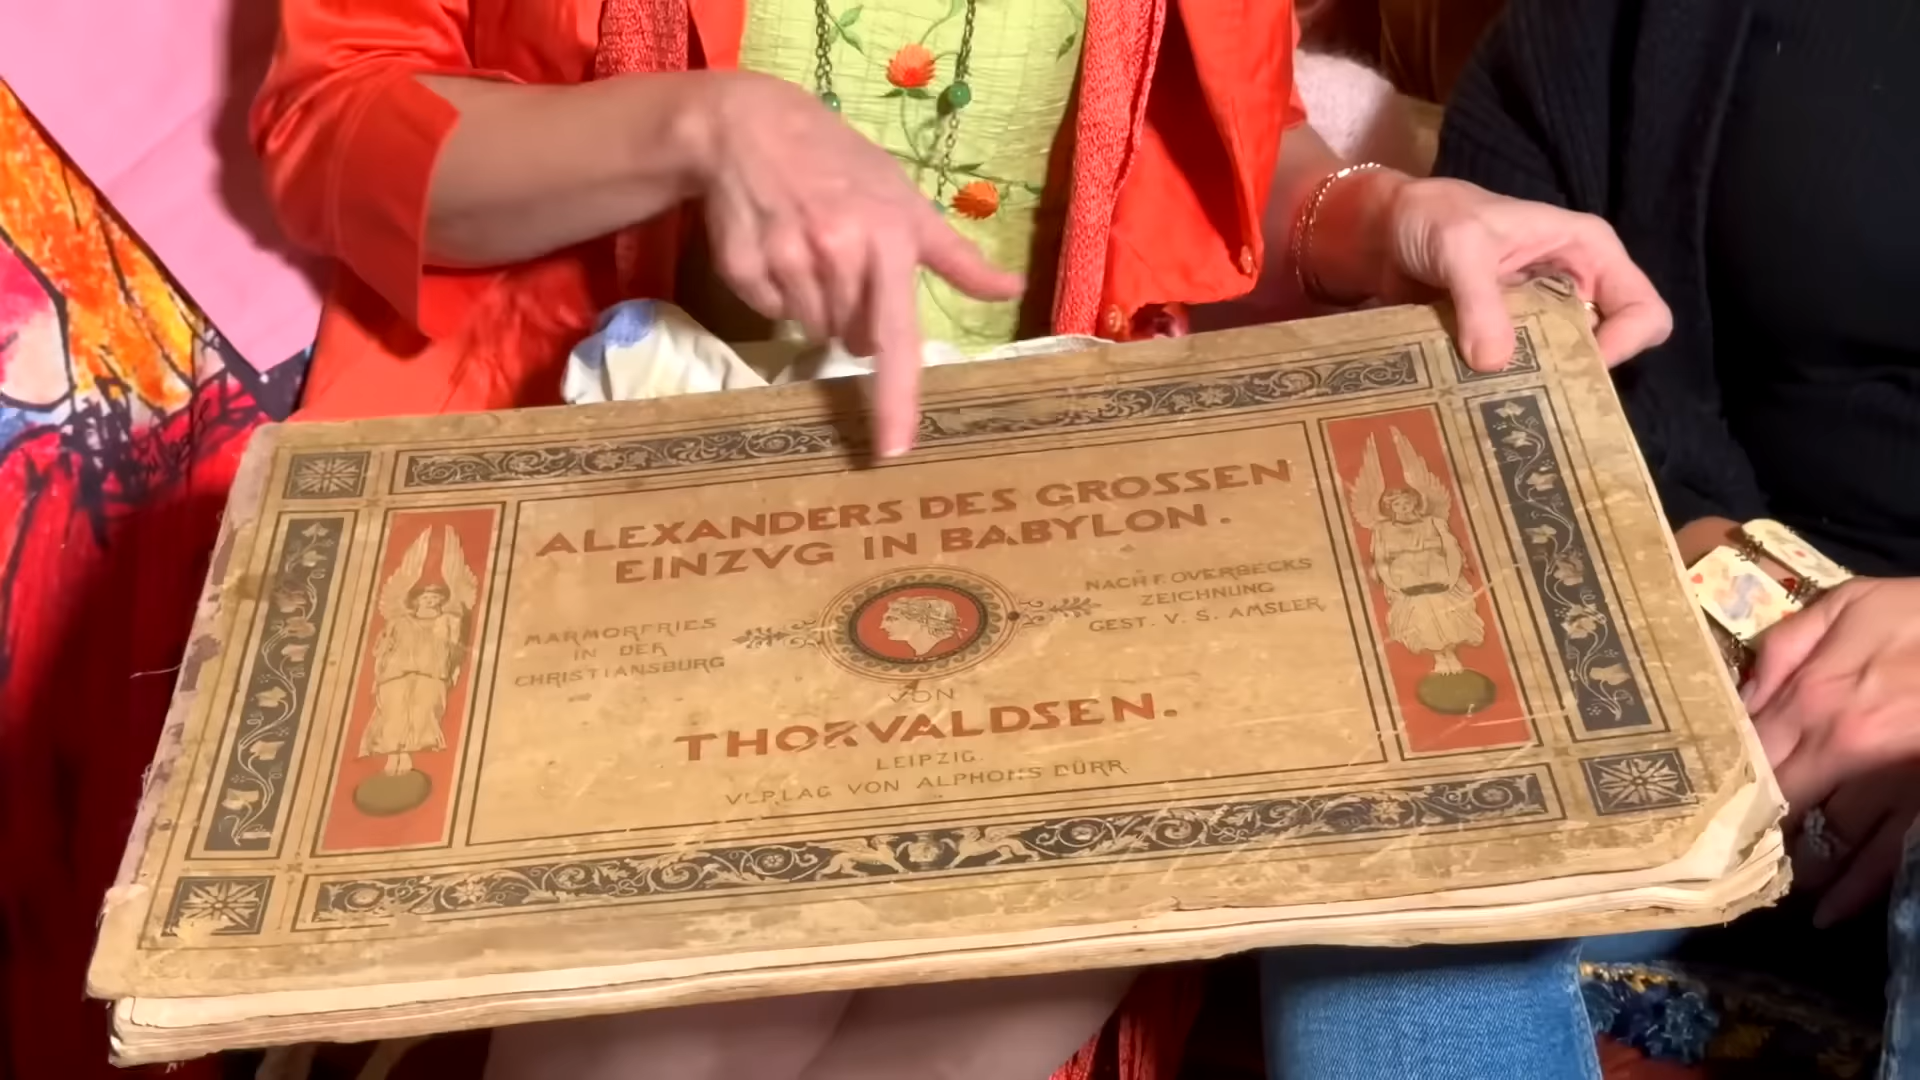 ALEXANDERS DES GROSSEN
EINZVG IN BABYLON.
MARMORFRIES
IN DER
CHRISTIANSBURG
NACH F. OVERBECKS
ZEICHNUNG
GEST. V. S. AMSLER
VON
THORVALDSEN.
LEIPZIG.
VERLAG VON ALPHONS DÜRR.